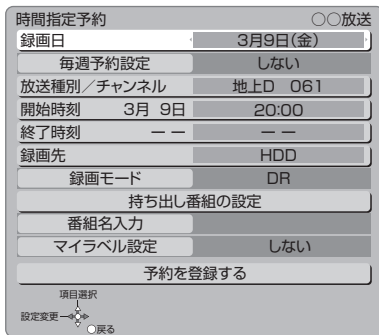 時間指定予約 ○○放送
録画日 3月9日(金)
毎週予約設定 しない
放送種別／チャンネル 地上D 061
開始時刻 3月 9日 20:00
終了時刻 －－ －－
録画先 HDD
録画モード DR
持ち出し番組の設定
番組名入力
マイラベル設定 しない
予約を登録する
項目選択
設定変更
○戻る